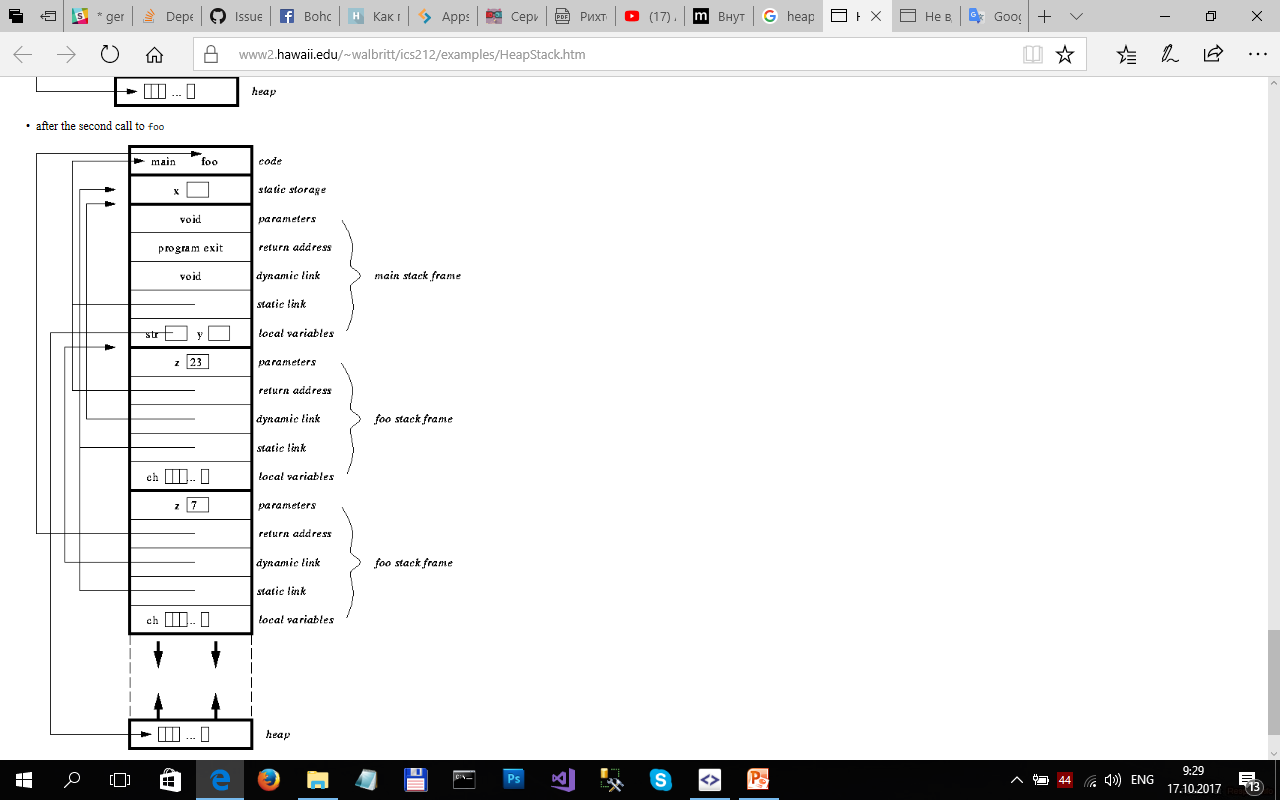 * ger
Depe
Issue
Boho
Как г
Apps
Сери
PDF
Рихт
(17)
m
Внут
G
heap
Не в
Goog
www2.hawaii.edu/~walbritt/ics212/examples/HeapStack.htm
... heap
• after the second call to foo
main foo code
x static storage
void parameters
program exit return address
void dynamic link main stack frame
static link
str y local variables
z 23 parameters
return address
dynamic link foo stack frame
static link
ch .. local variables
z 7 parameters
return address
dynamic link foo stack frame
static link
ch .. local variables
... heap
44 ENG 9:29
17.10.2017
13